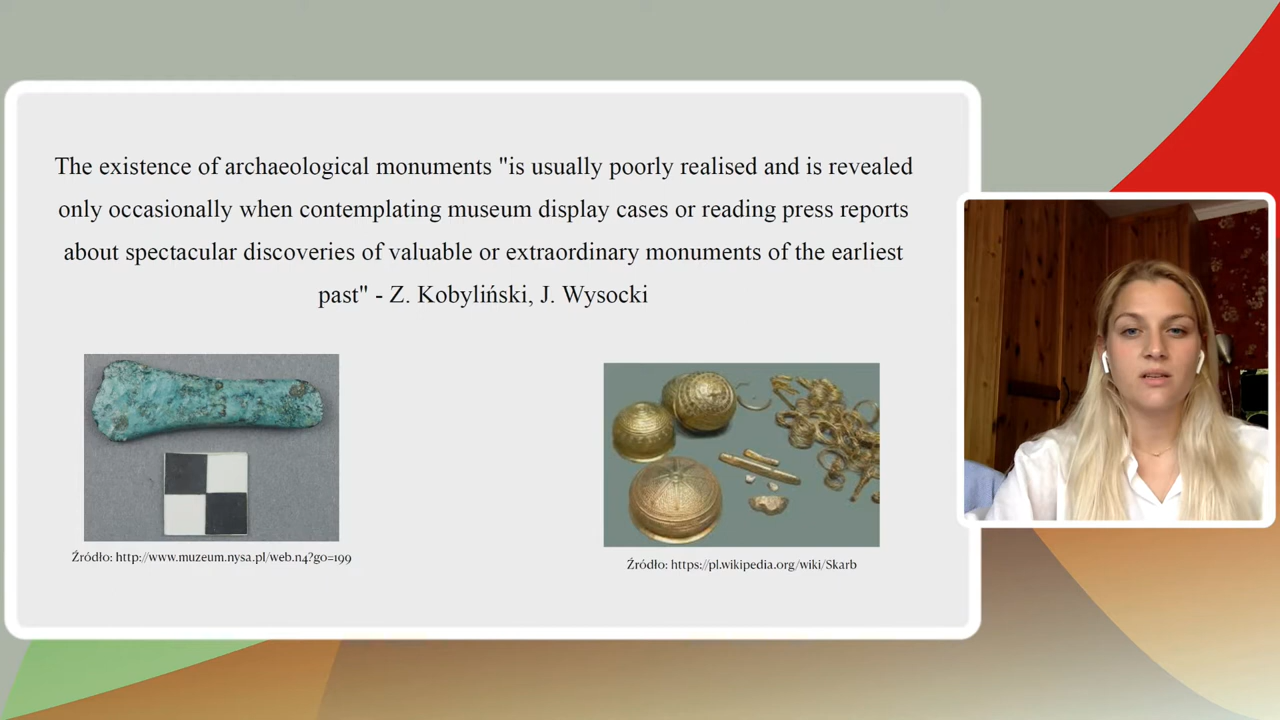 The existence of archaeological monuments "is usually poorly realised and is revealed
only occasionally when contemplating museum display cases or reading press reports
about spectacular discoveries of valuable or extraordinary monuments of the earliest
past" - Z. Kobyliński, J. Wysocki
Źródło: http://www.muzeum.nysa.pl/web.n4?go=199
Źródło: https://pl.wikipedia.org/wiki/Skarb